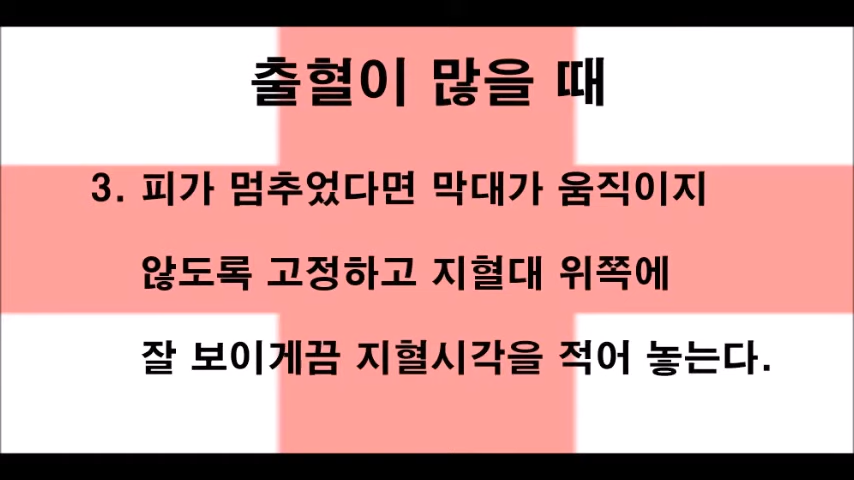 출혈이 많을 때
3. 피가 멈추었다면 막대가 움직이지
않도록 고정하고 지혈대 위쪽에
잘 보이게끔 지혈시각을 적어 놓는다.